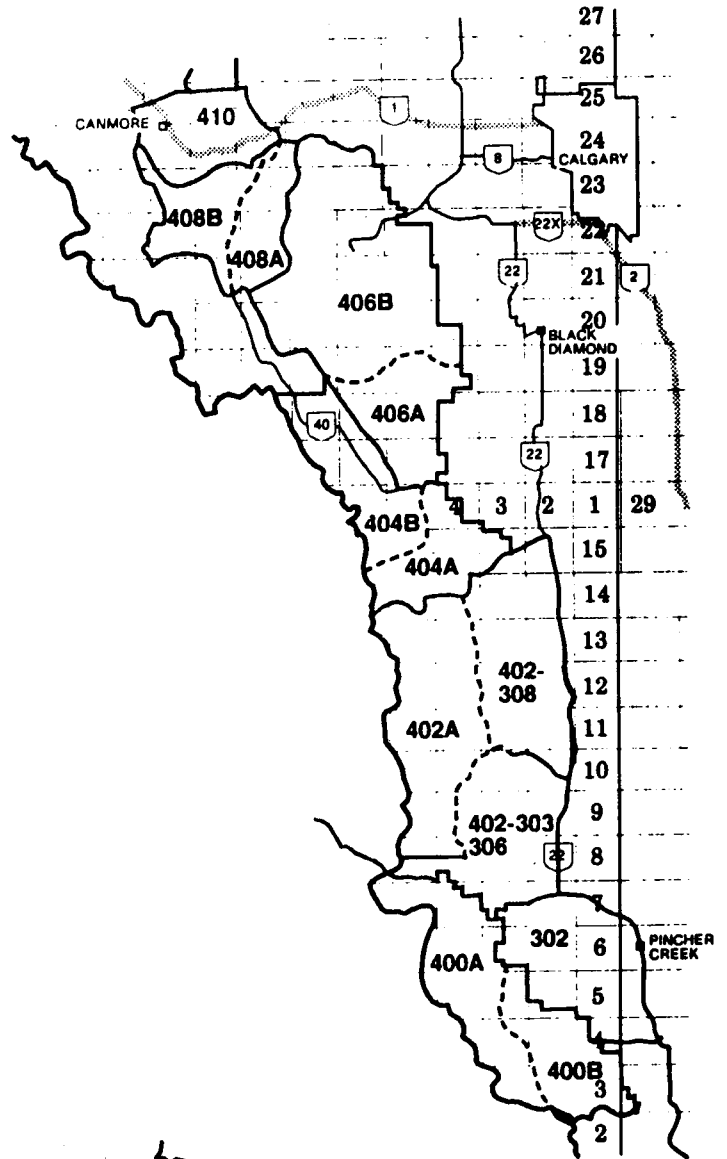 27
26
25
410
1
CANMORE
24
8
CALGARY
23
408B
22X
22
408A
22
21
2
406B
20
BLACK
DIAMOND
19
406A
18
40
22
17
4 3 2 1 29
404B
15
404A
14
13
402-
308
12
402A
11
10
9
402-303
306
22
8
7
302
6
PINCHER
CREEK
400A
5
4
400B
3
2